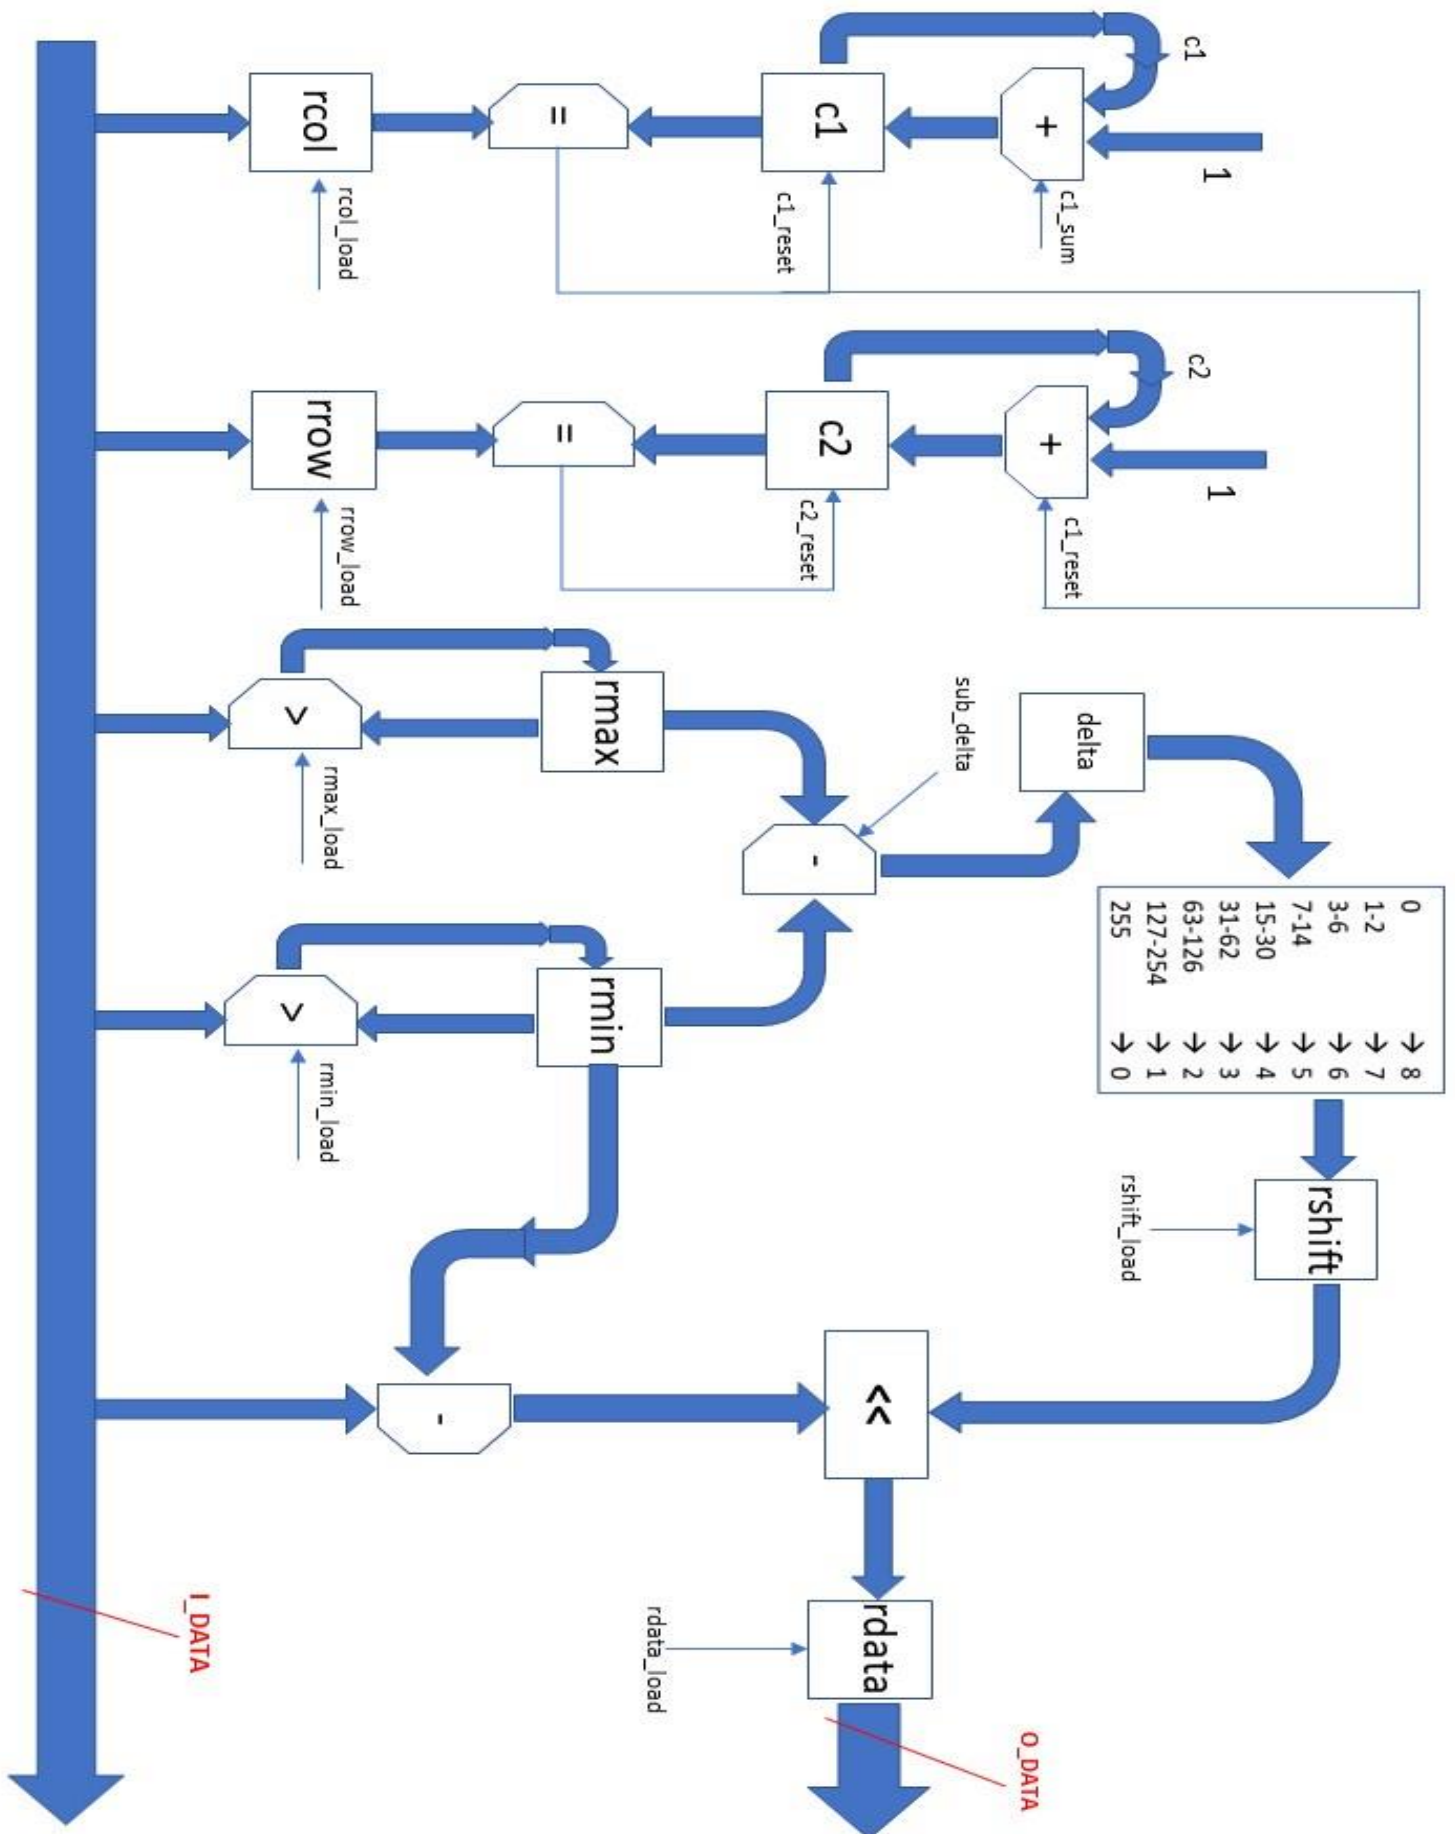 0 → 8
1-2 → 7
3-6 → 6
7-14 → 5
15-30 → 4
31-62 → 3
63-126 → 2
127-254 → 1
255 → 0
rshift
rshift_load
c1
1
+
c1_sum
c2
1
+
c1_reset
delta
sub_delta
c1
c1_reset
c2
c2_reset
-
<<
rdata
rdata_load
O_DATA
=
=
rmax
rmin
-
rcol
rcol_load
rrow
rrow_load
>
rmax_load
>
rmin_load
I_DATA